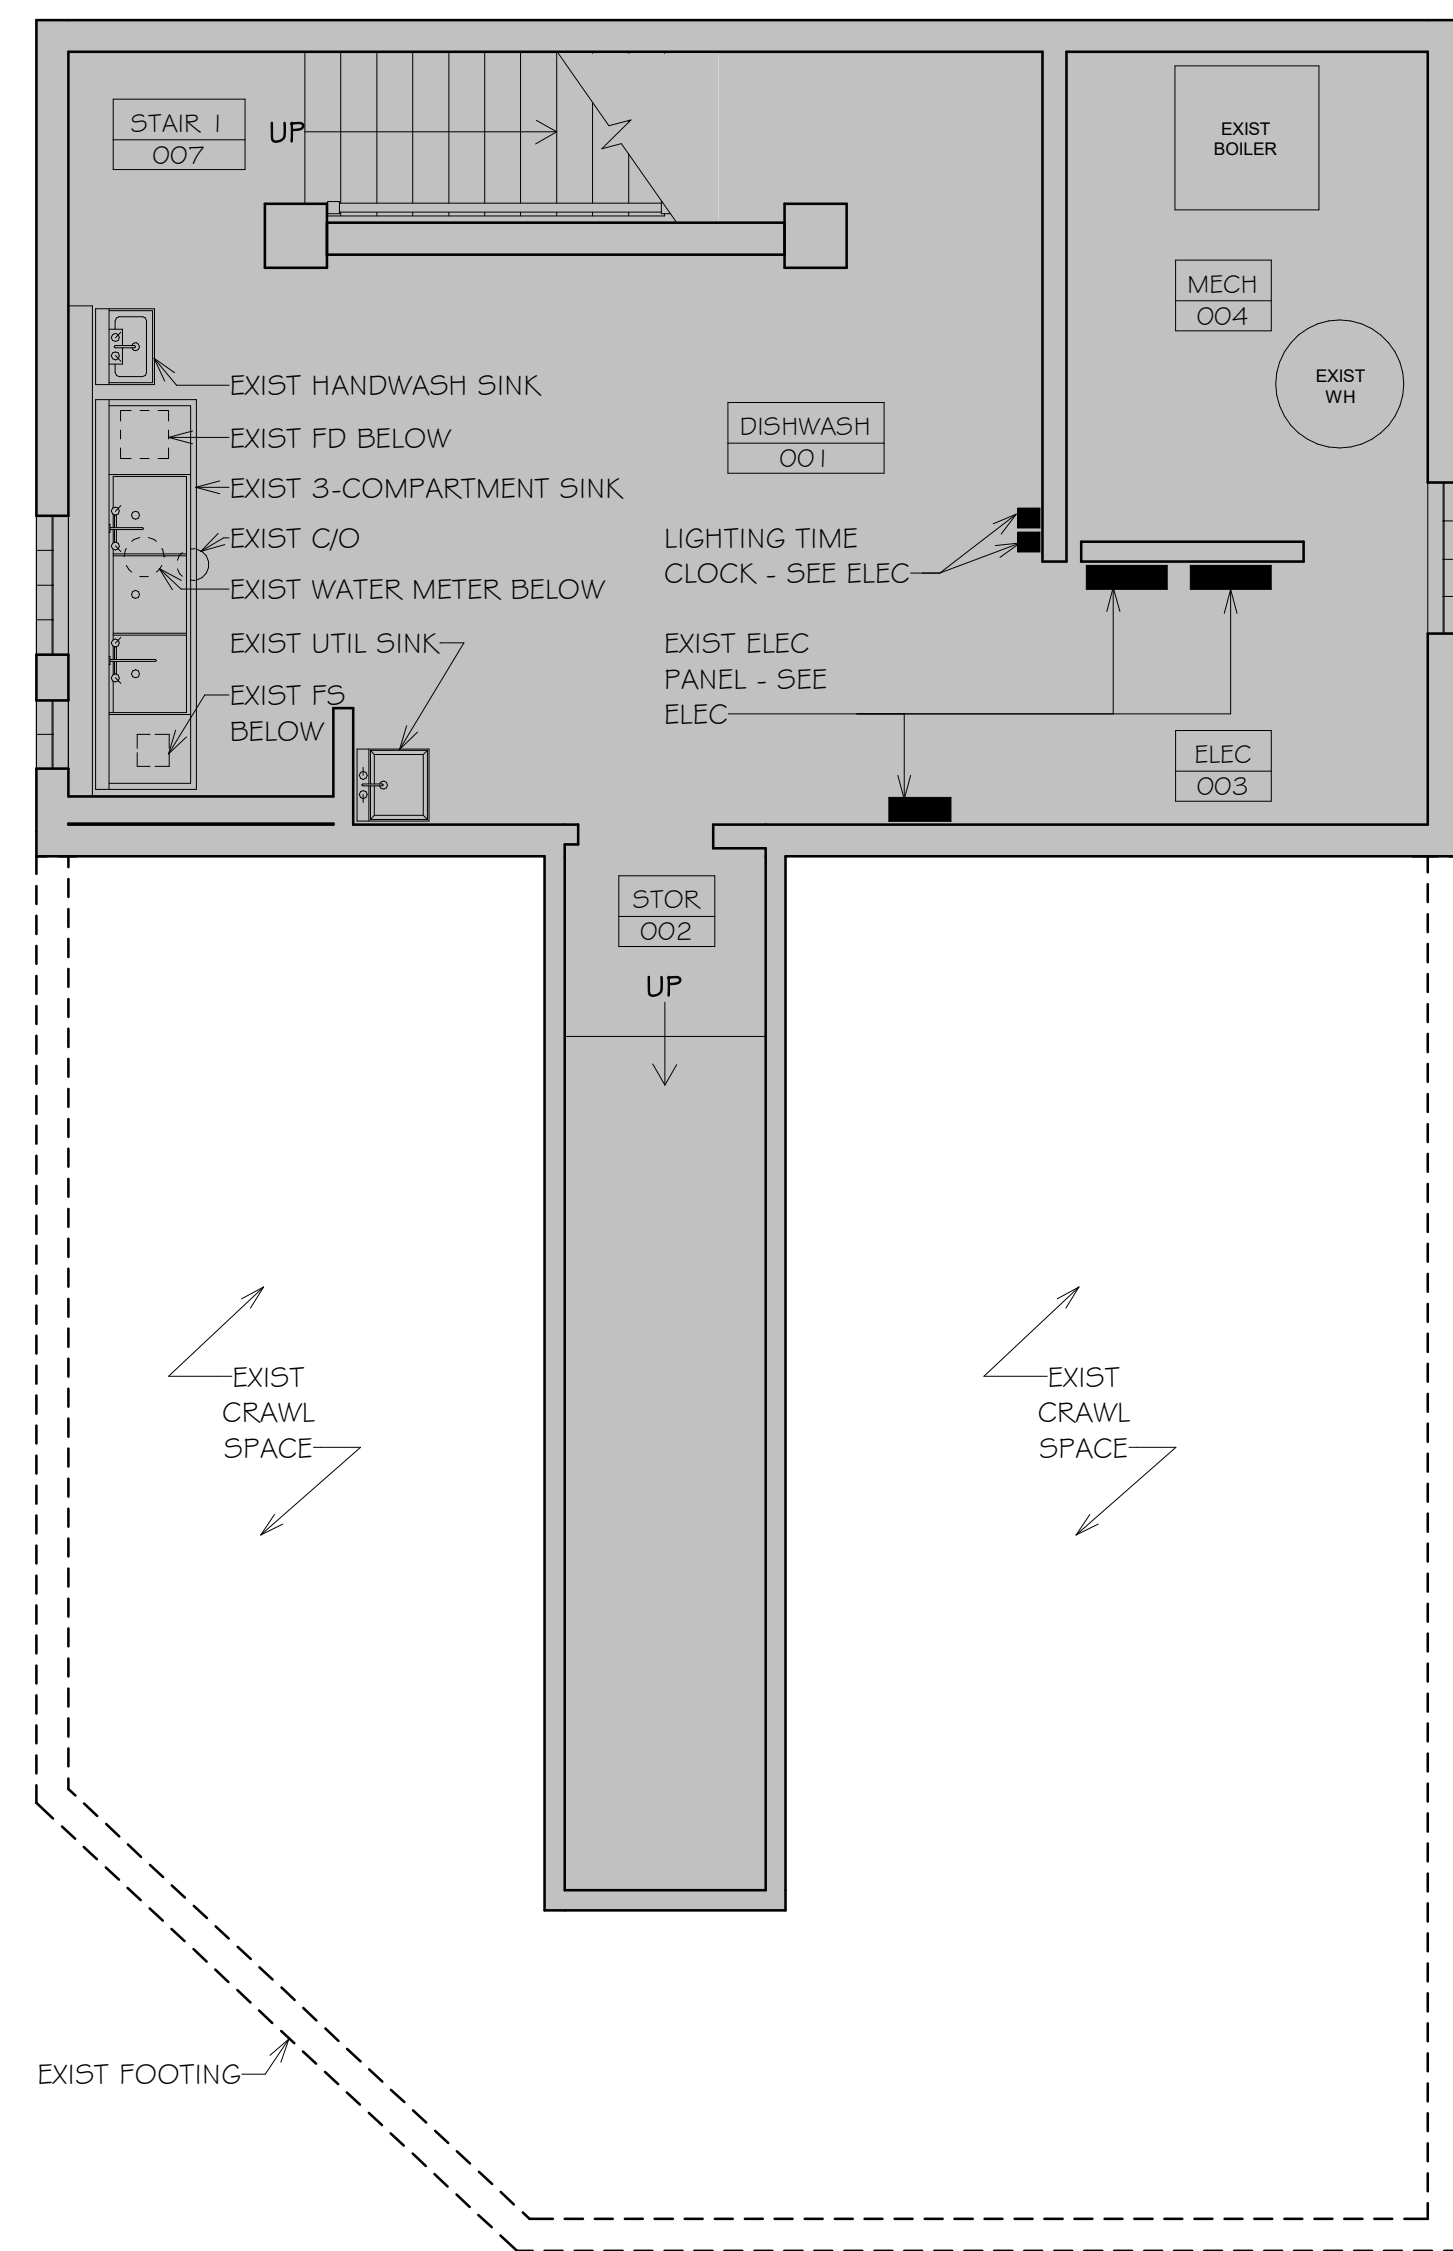 STAIR 1
007
UP
EXIST
BOILER
MECH
004
EXIST
WH
EXIST HANDWASH SINK
EXIST FD BELOW
EXIST 3-COMPARTMENT SINK
EXIST C/O
EXIST WATER METER BELOW
EXIST UTIL SINK
EXIST FS
BELOW
DISHWASH
001
LIGHTING TIME
CLOCK - SEE ELEC
EXIST ELEC
PANEL - SEE
ELEC
ELEC
003
STOR
002
UP
EXIST
CRAWL
SPACE
EXIST
CRAWL
SPACE
EXIST FOOTING